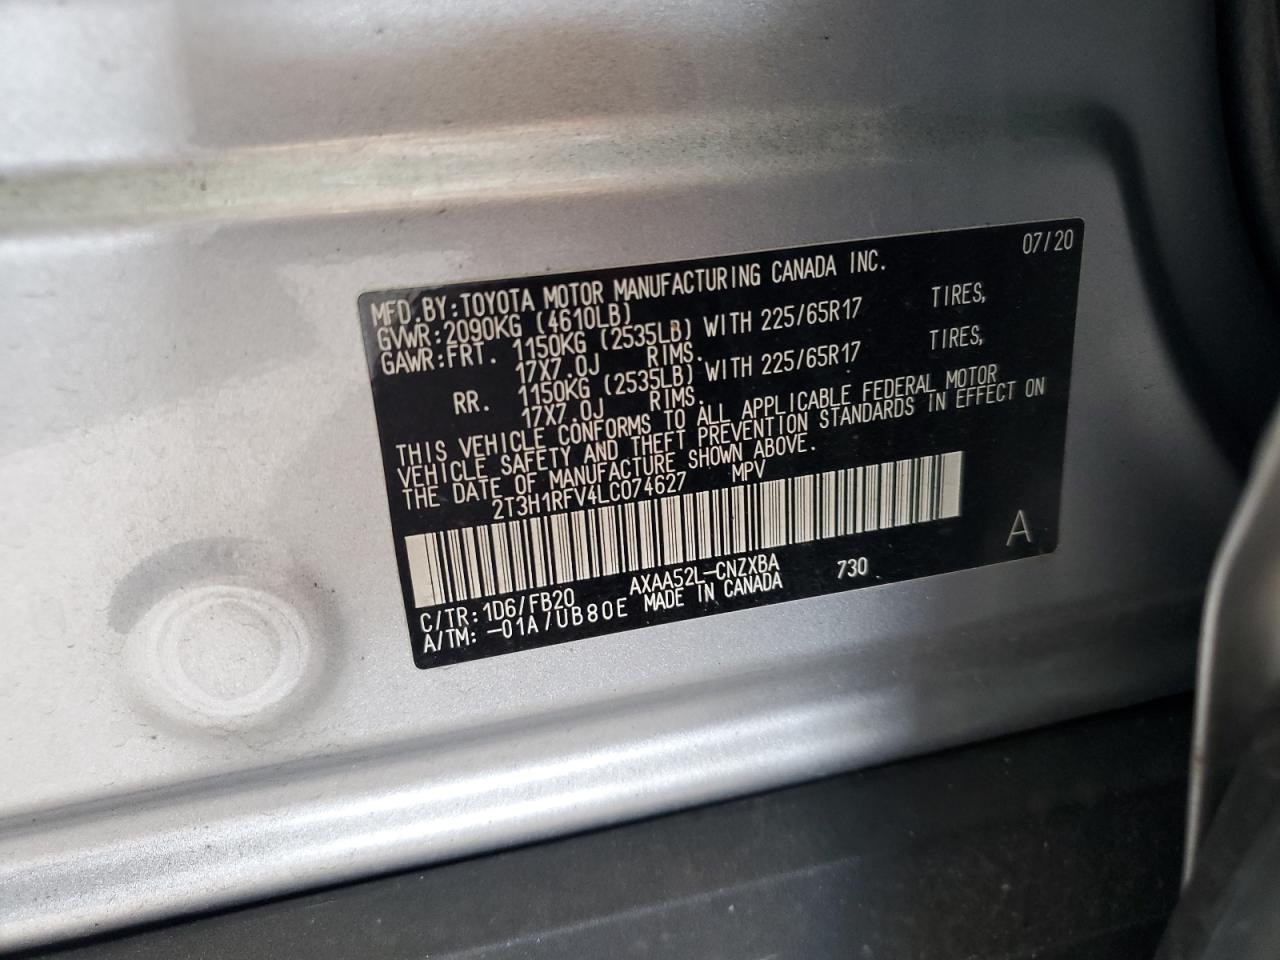 07/20
MFD.BY:TOYOTA MOTOR MANUFACTURING CANADA INC.
GVWR:2090KG (4610LB)
GAWR:FRT. 1150KG (2535LB) WITH 225/65R17 TIRES,
17X7.0J RIMS.
RR. 1150KG (2535LB) WITH 225/65R17 TIRES,
17X7.0J RIMS.
THIS VEHICLE CONFORMS TO ALL APPLICABLE FEDERAL MOTOR
VEHICLE SAFETY AND THEFT PREVENTION STANDARDS IN EFFECT ON
THE DATE OF MANUFACTURE SHOWN ABOVE.
2T3H1RFV4LC074627 MPV
A
C/TR: 1D6/FB20 AXAA52L-CNZXBA 730
A/TM: -01A/UB80E MADE IN CANADA